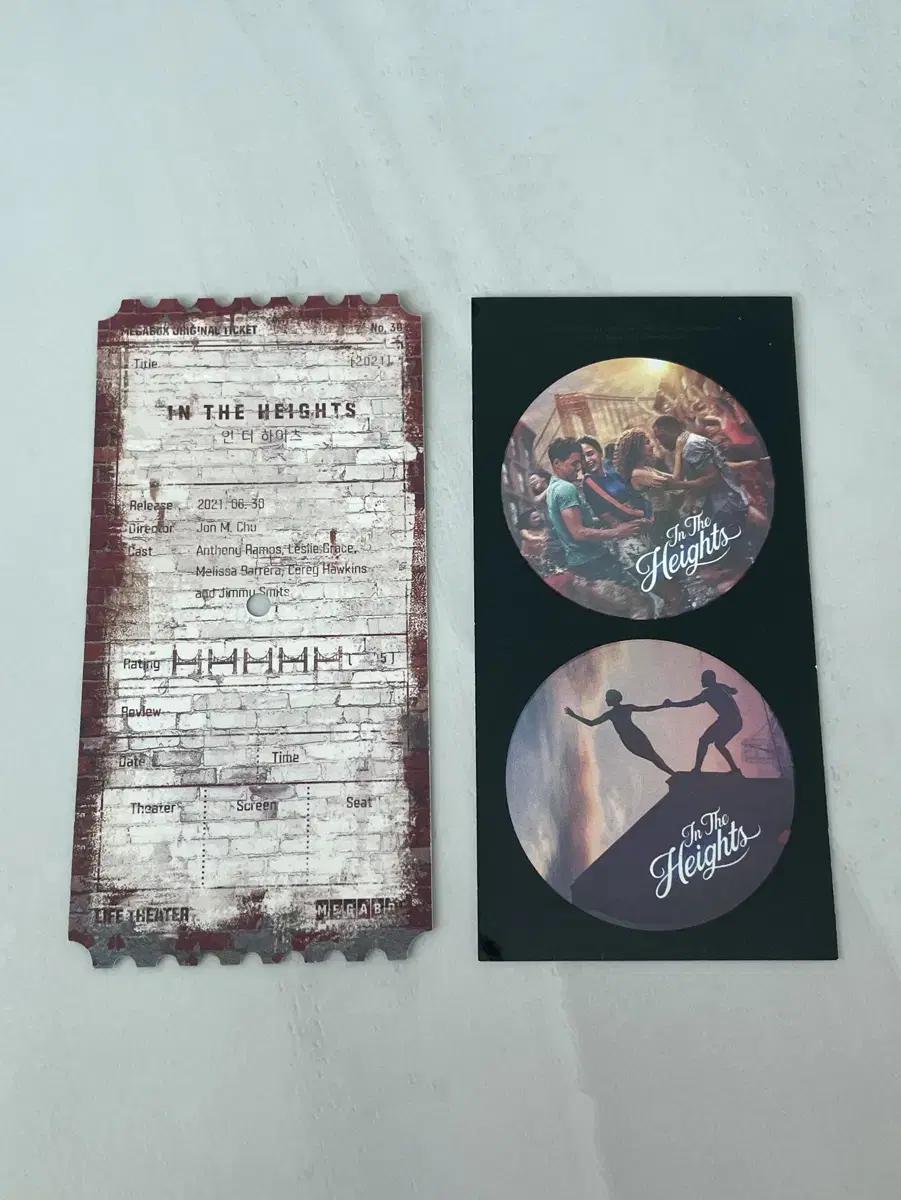 MEGABOX ORIGINAL TICKET No. 36
Title [2021]
IN THE HEIGHTS
인 더 하이츠
Release 2021. 06. 30
Director Jon M. Chu
Cast Anthony Ramos, Leslie Grace,
Melissa Barrera, Corey Hawkins
and Jimmy Smits
Rating [ 5]
Review
Date Time
Theater Screen Seat
LIFE THEATER MEGABOX
In The
Heights
In The
Heights